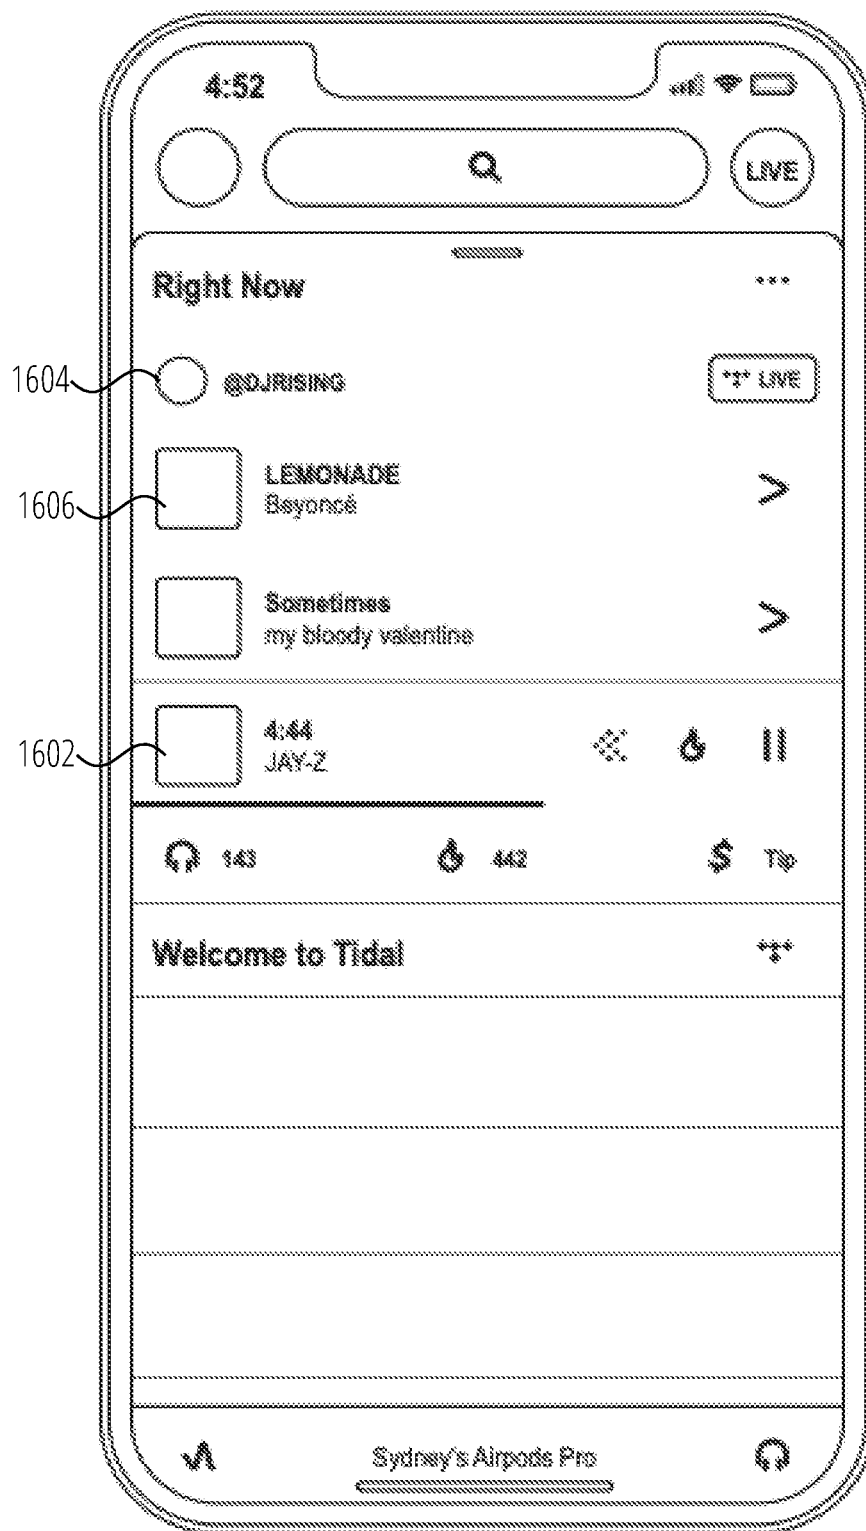 4:52
LIVE
Right Now
1604
@DJRISING
LIVE
1606
LEMONADE
Beyoncé
Sometimes
my bloody valentine
1602
4:44
JAY-Z
143
442
$ Tip
Welcome to Tidal
Sydney's Airpods Pro